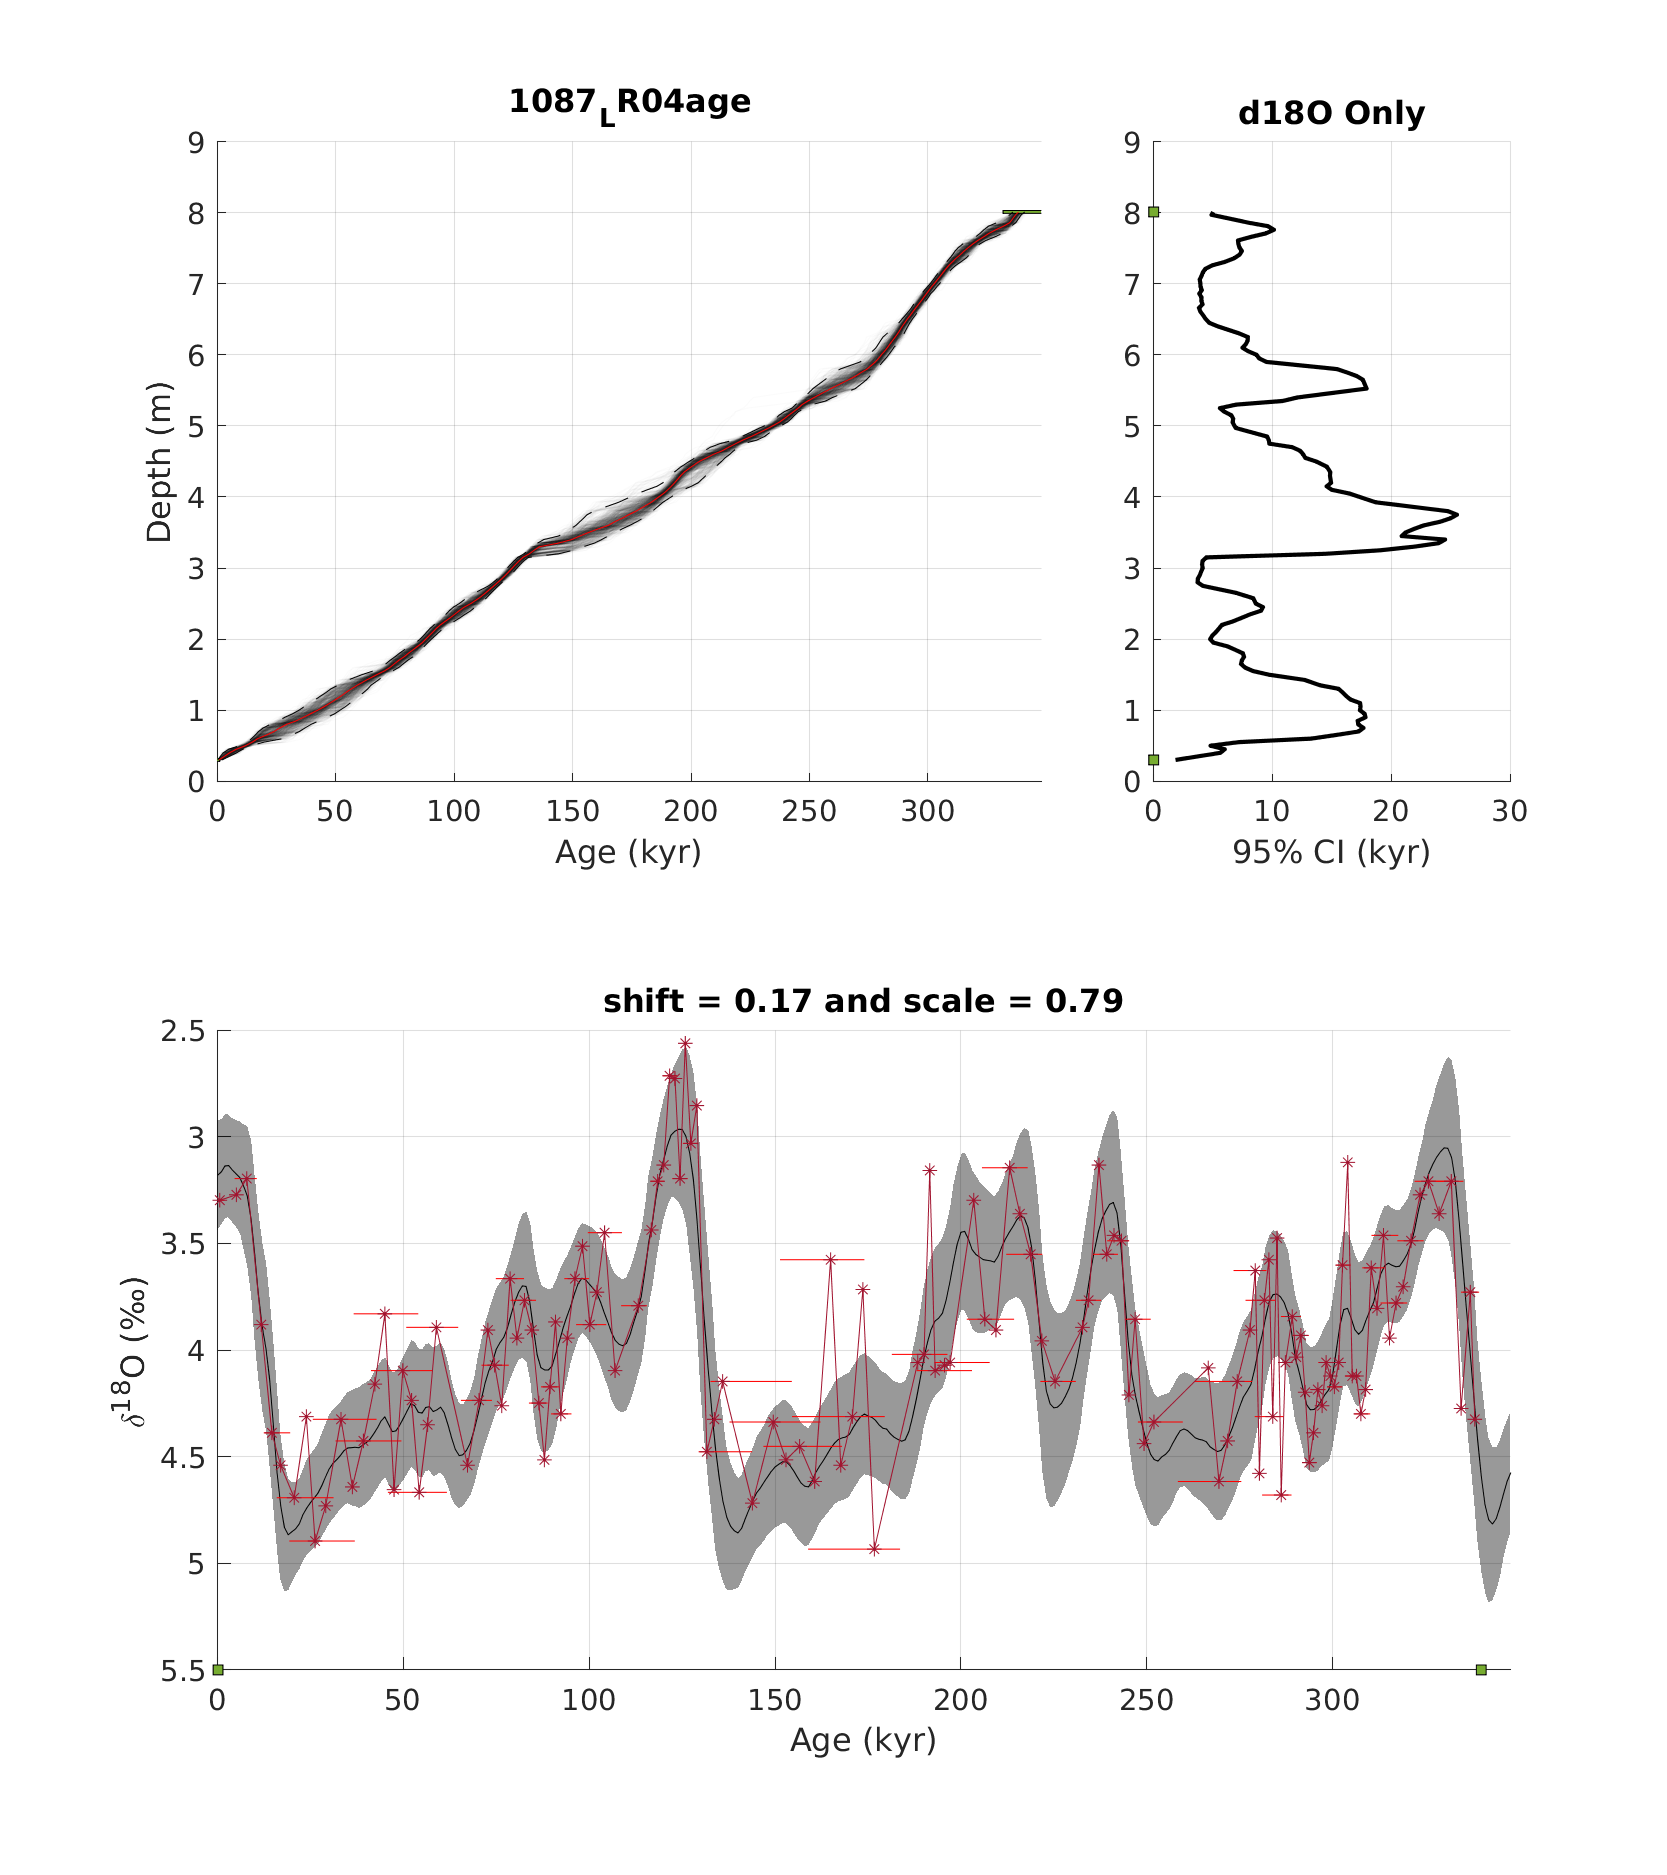 1087LR04age
d18O Only
9
8
7
6
5
4
3
2
1
0
Depth (m)
0 50 100 150 200 250 300
Age (kyr)
9
8
7
6
5
4
3
2
1
0
0 10 20 30
95% CI (kyr)
shift = 0.17 and scale = 0.79
2.5
3
3.5
4
4.5
5
5.5
δ18O (‰)
0 50 100 150 200 250 300
Age (kyr)